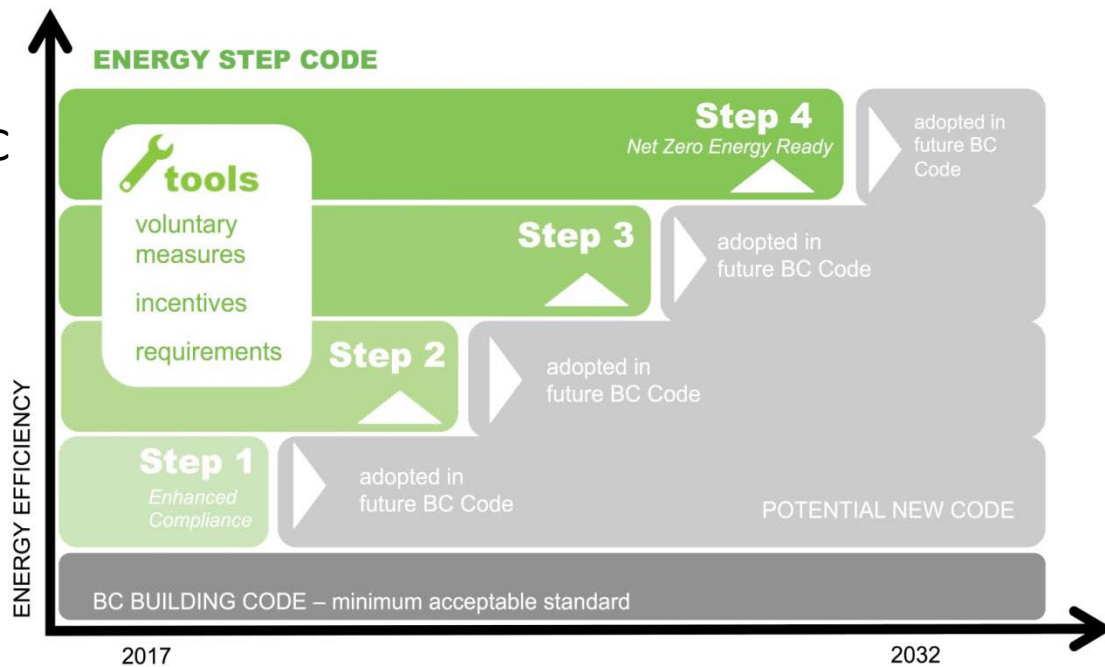 ENERGY STEP CODE
C
Step 4
Net Zero Energy Ready
adopted in
future BC
Code
tools
voluntary
measures
incentives
requirements
Step 3
adopted in
future BC Code
Step 2
adopted in
future BC Code
Step 1
Enhanced
Compliance
adopted in
future BC Code
POTENTIAL NEW CODE
BC BUILDING CODE – minimum acceptable standard
ENERGY EFFICIENCY
2017
2032